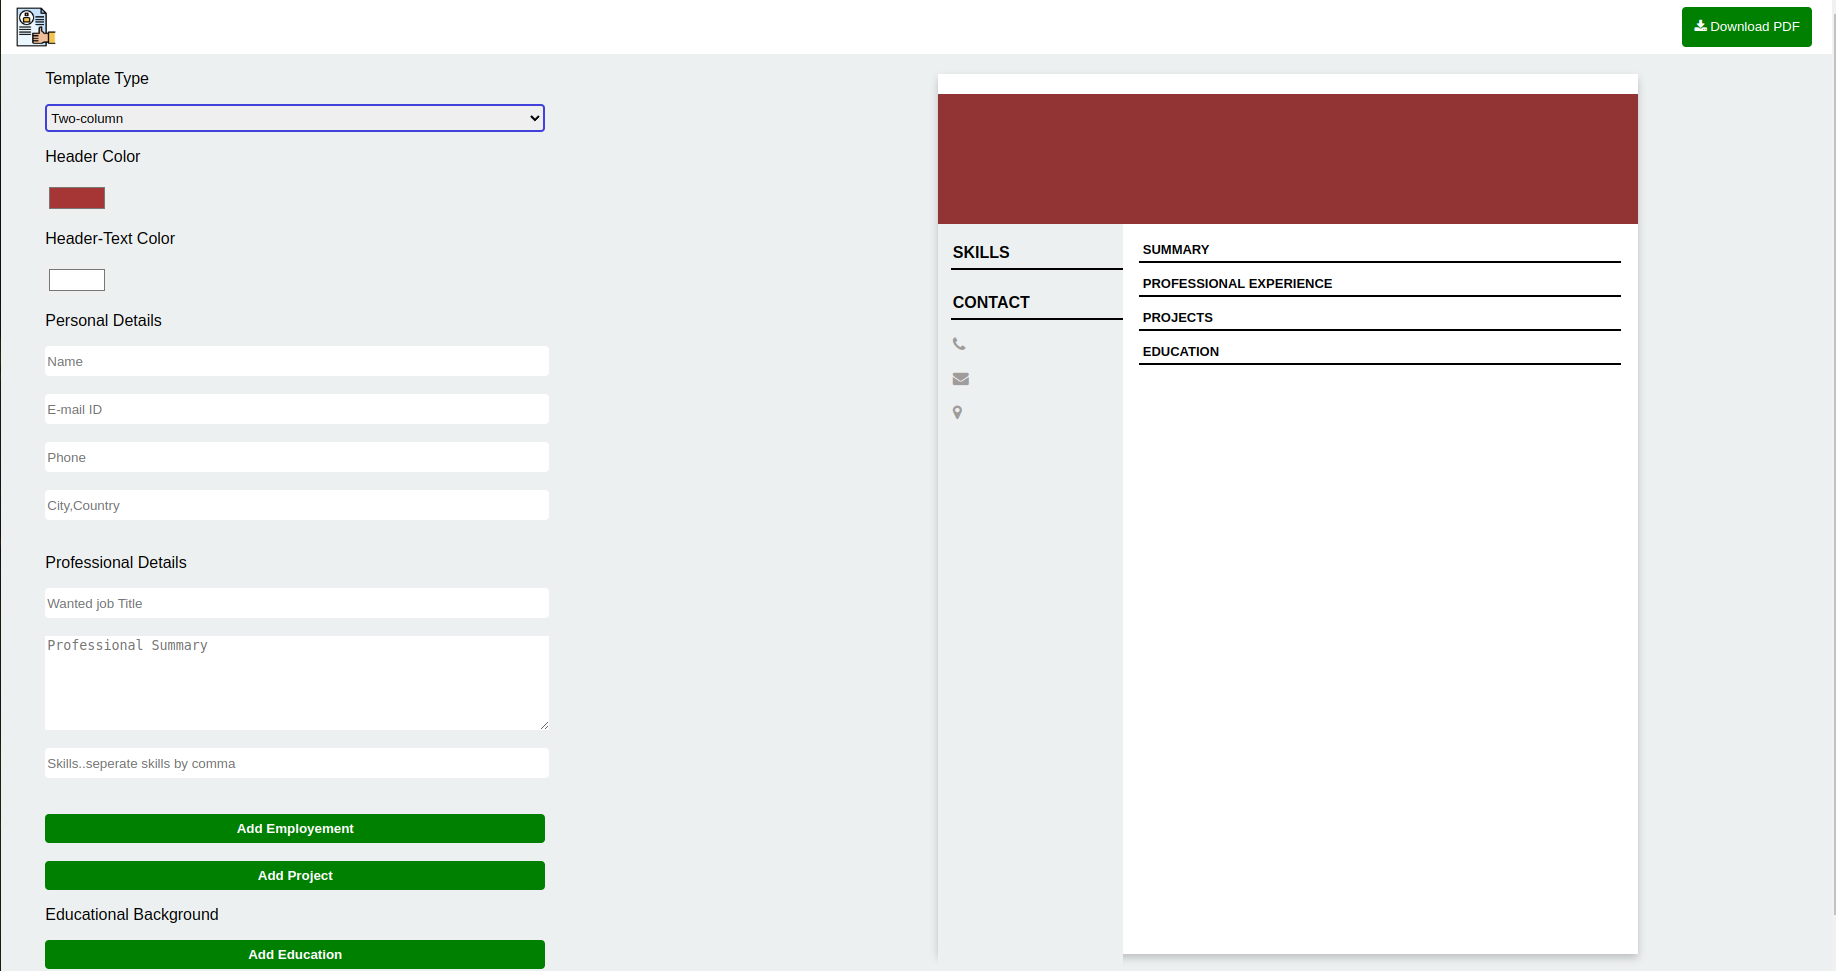 Download PDF
Template Type
Two-column
Header Color
Header-Text Color
Personal Details
Name
E-mail ID
Phone
City,Country
Professional Details
Wanted job Title
Professional Summary
Skills..seperate skills by comma
Add Employement
Add Project
Educational Background
Add Education
SKILLS
CONTACT
SUMMARY
PROFESSIONAL EXPERIENCE
PROJECTS
EDUCATION